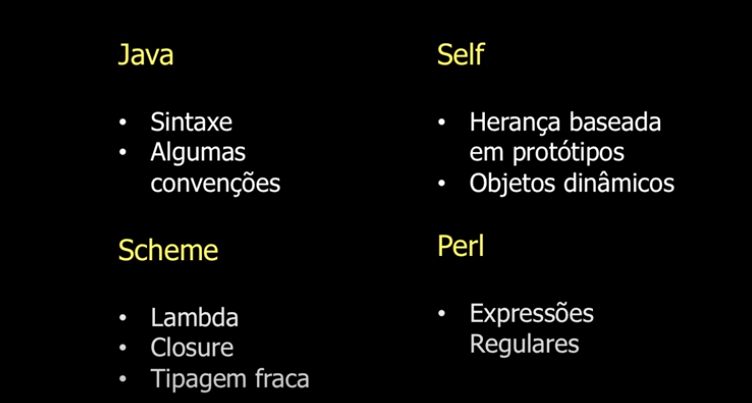 Java
• Sintaxe
• Algumas
convenções
Self
• Herança baseada
em protótipos
• Objetos dinâmicos
Scheme
• Lambda
• Closure
• Tipagem fraca
Perl
• Expressões
Regulares